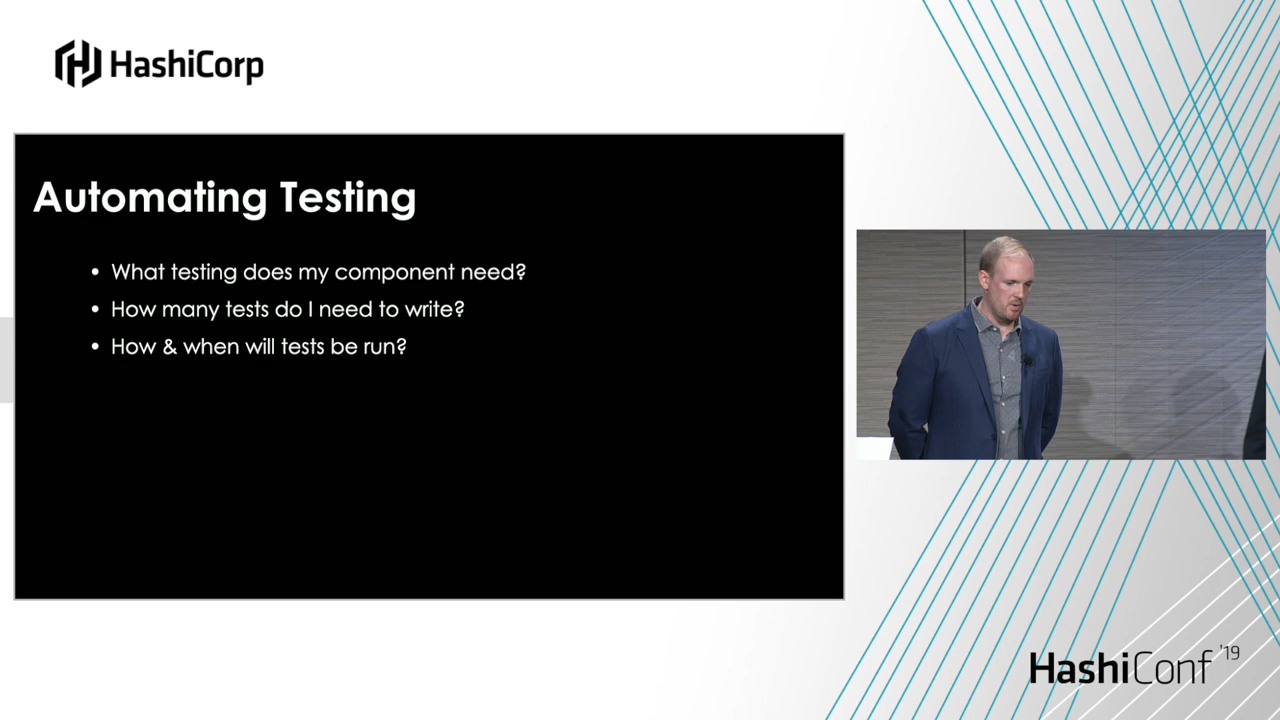 HashiCorp
Automating Testing
• What testing does my component need?
• How many tests do I need to write?
• How & when will tests be run?
HashiConf '19